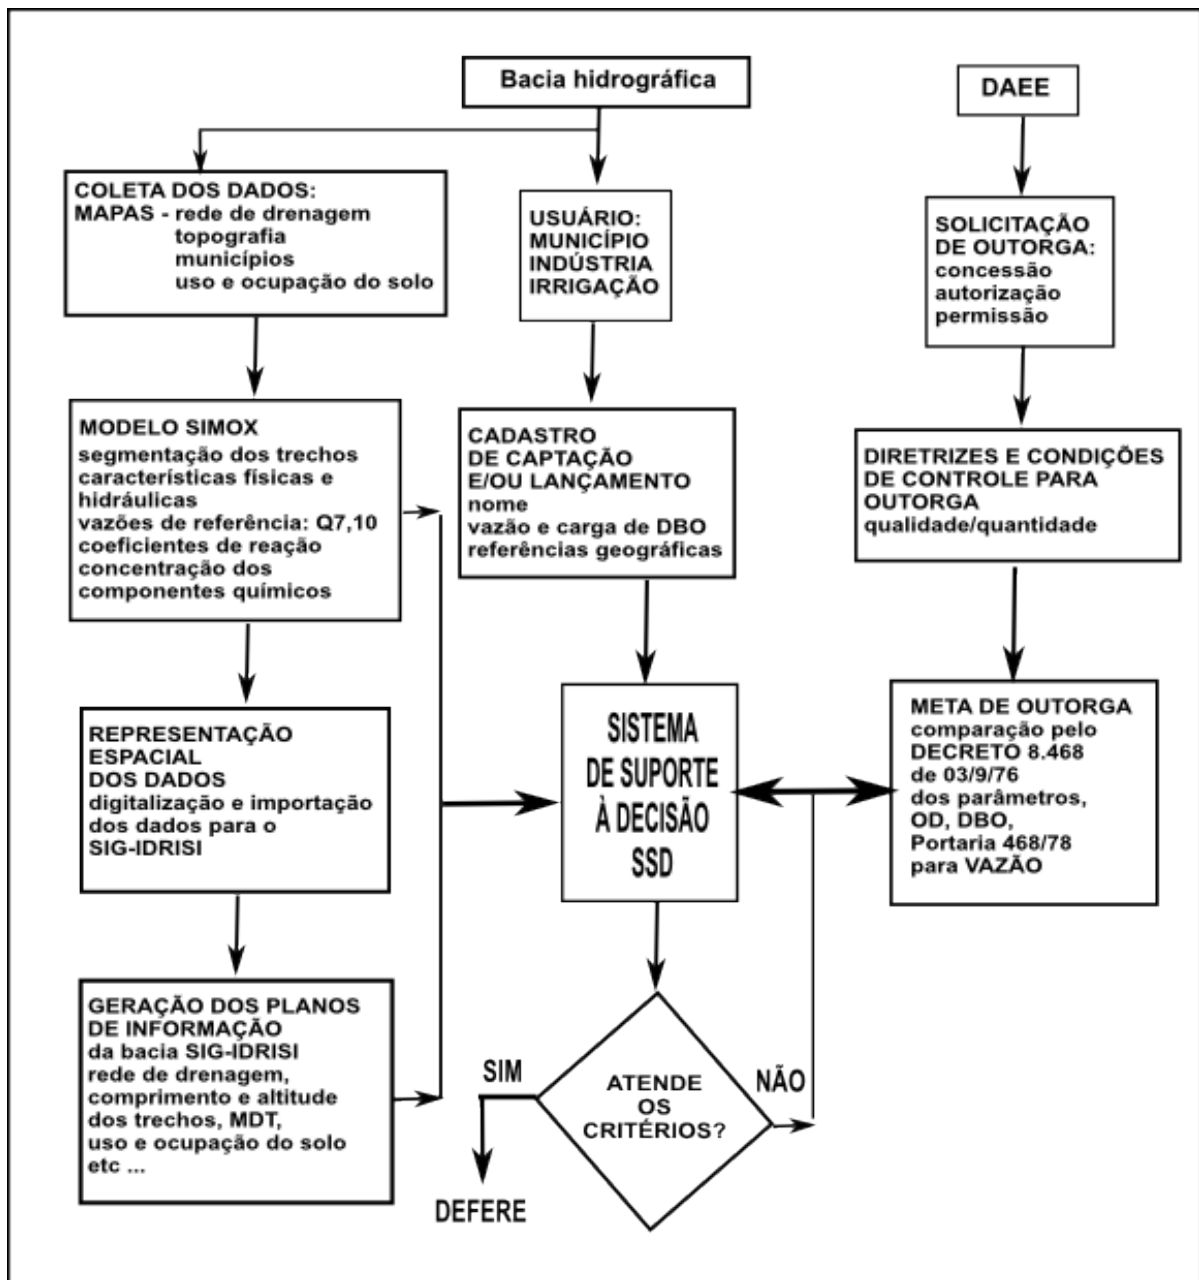 Bacia hidrográfica
DAEE
COLETA DOS DADOS:
MAPAS - rede de drenagem
topografia
municípios
uso e ocupação do solo
USUÁRIO:
MUNICÍPIO
INDÚSTRIA
IRRIGAÇÃO
SOLICITAÇÃO
DE OUTORGA:
concessão
autorização
permissão
MODELO SIMOX
segmentação dos trechos
características físicas e
hidráulicas
vazões de referência: Q7,10
coeficientes de reação
concentração dos
componentes químicos
CADASTRO
DE CAPTAÇÃO
E/OU LANÇAMENTO
nome
vazão e carga de DBO
referências geográficas
DIRETRIZES E CONDIÇÕES
DE CONTROLE PARA
OUTORGA
qualidade/quantidade
REPRESENTAÇÃO
ESPACIAL
DOS DADOS
digitalização e importação
dos dados para o
SIG-IDRISI
SISTEMA
DE SUPORTE
À DECISÃO
SSD
META DE OUTORGA
comparação pelo
DECRETO 8.468
de 03/9/76
dos parâmetros,
OD, DBO,
Portaria 468/78
para VAZÃO
GERAÇÃO DOS PLANOS
DE INFORMAÇÃO
da bacia SIG-IDRISI
rede de drenagem,
comprimento e altitude
dos trechos, MDT,
uso e ocupação do solo
etc ...
SIM
ATENDE
OS
CRITÉRIOS?
NÃO
DEFERE